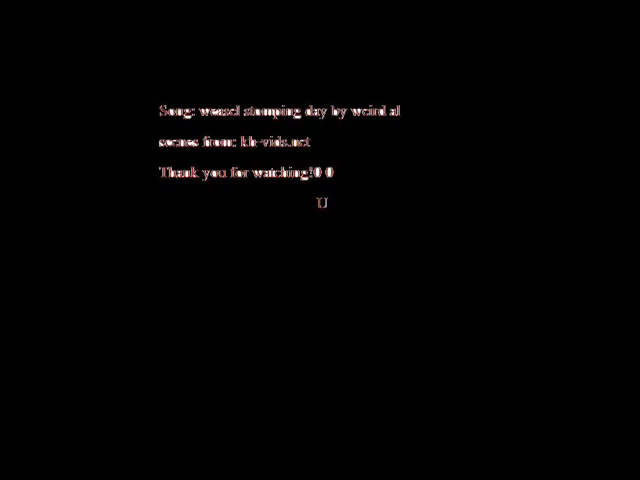 Song: weasel stomping day by weird al
scenes from: kh-vids.net
Thank you for watching!0 0
U